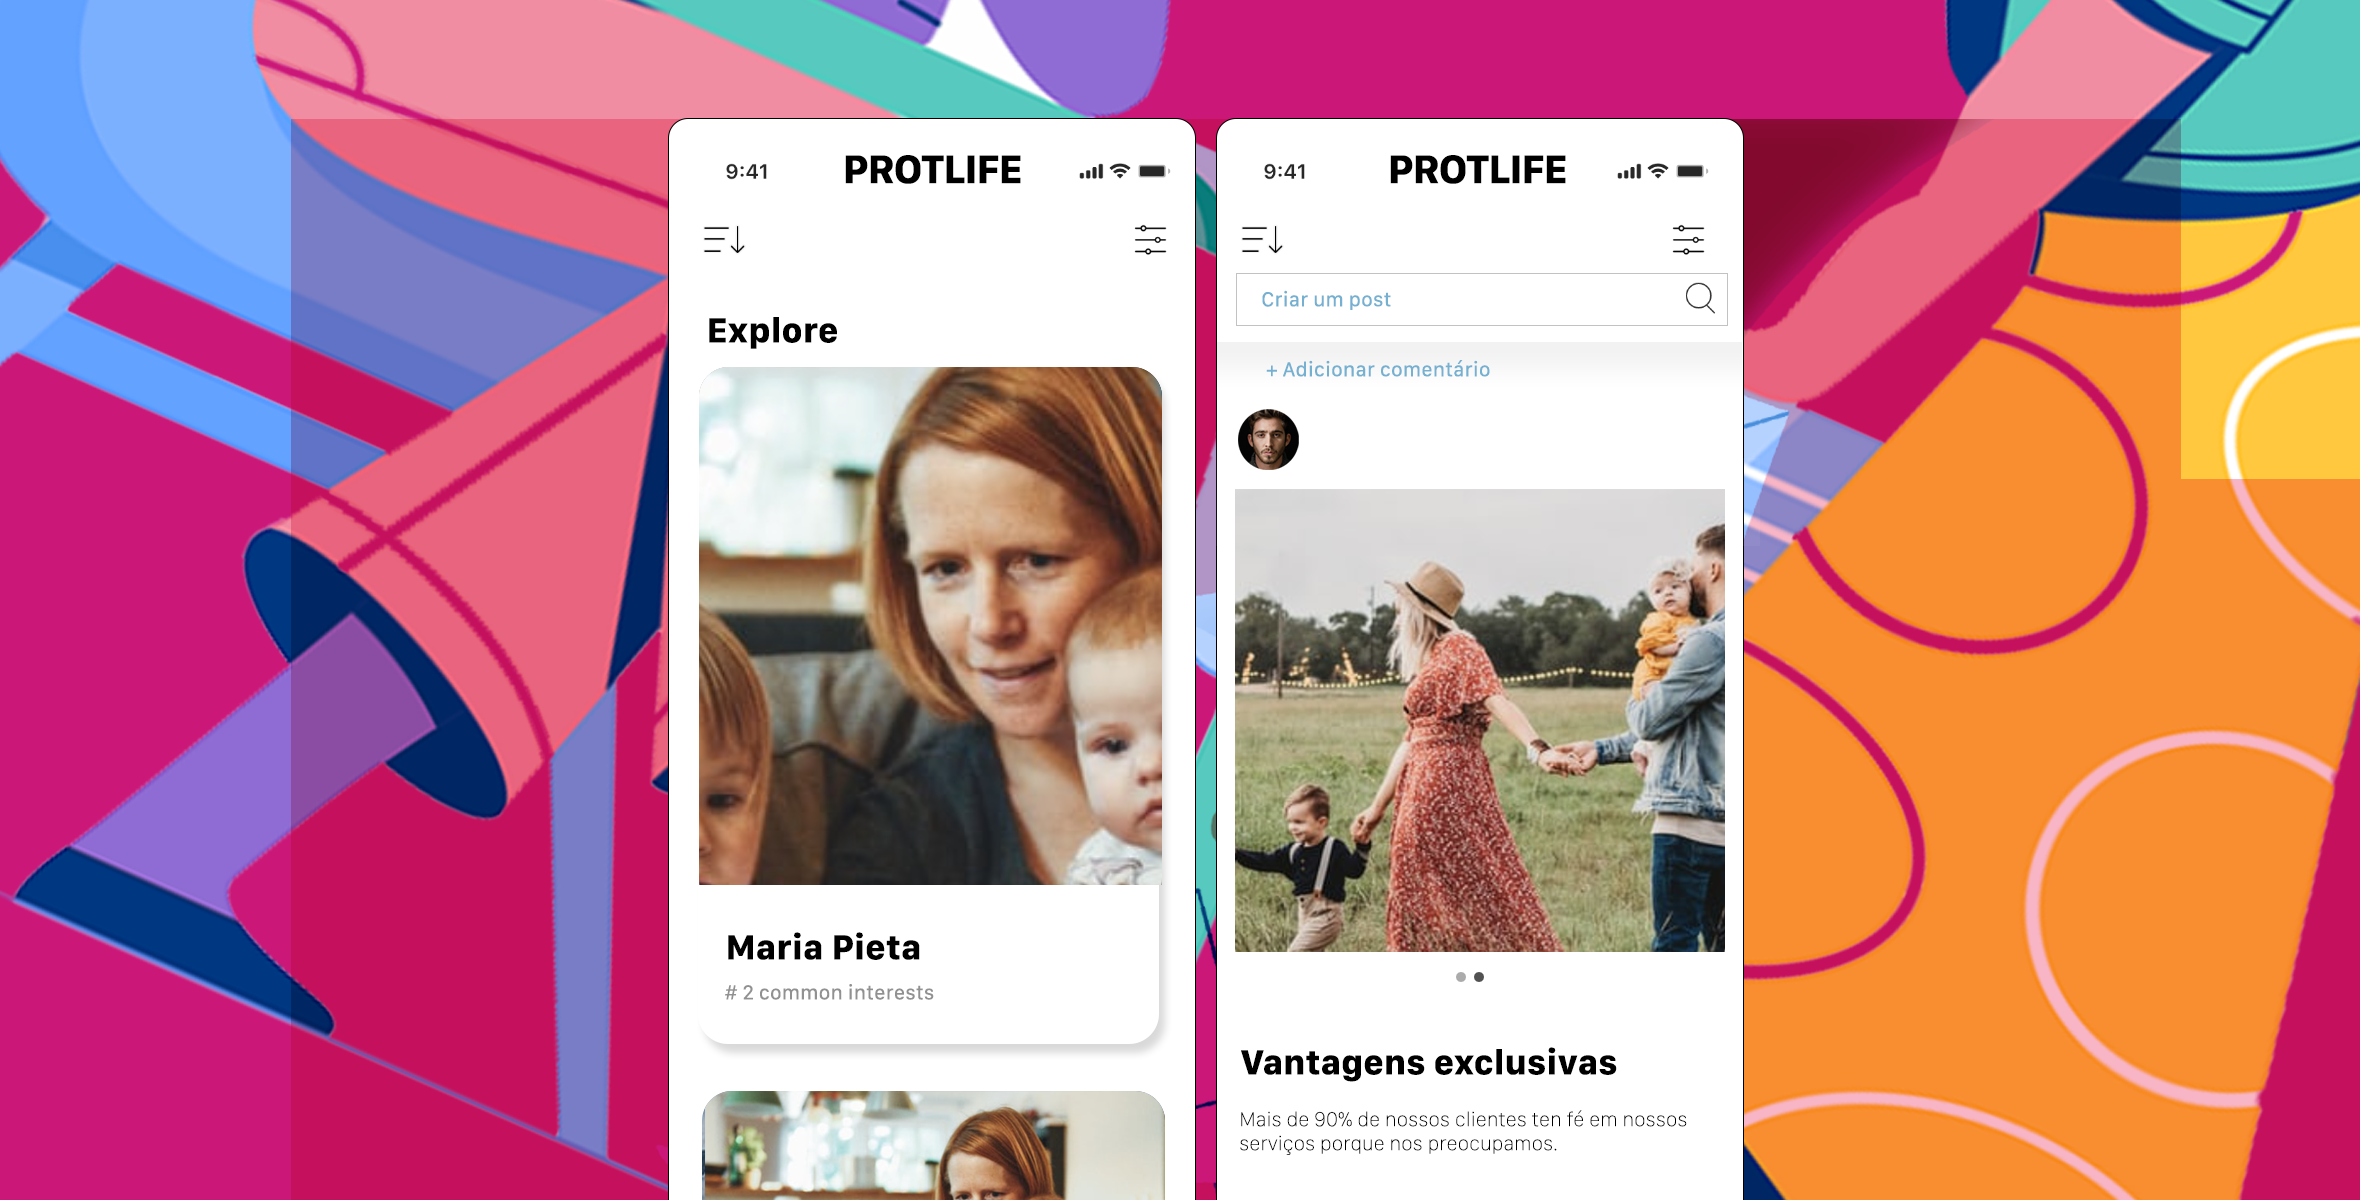 9:41
PROTLIFE
Explore
Maria Pieta
# 2 common interests
9:41
PROTLIFE
Criar um post
+ Adicionar comentário
Vantagens exclusivas
Mais de 90% de nossos clientes ten fé em nossos
serviços porque nos preocupamos.